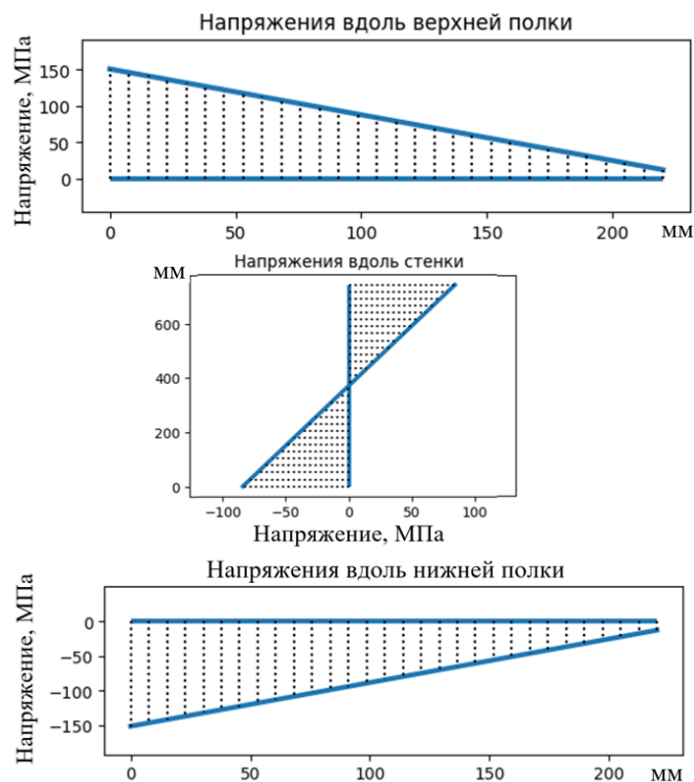 Напряжения вдоль верхней полки
Напряжение, МПа
150
100
50
0
0 50 100 150 200 мм
Напряжения вдоль стенки
мм
600
400
200
0
−100 −50 0 50 100
Напряжение, МПа
Напряжения вдоль нижней полки
Напряжение, МПа
0
−50
−100
−150
0 50 100 150 200 мм